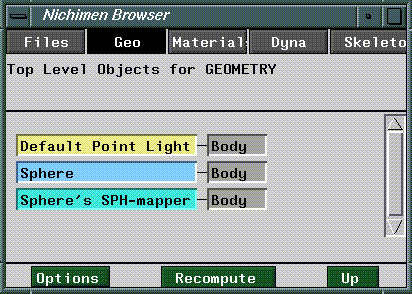 Nichimen Browser
Files Geo Material Dyna Skeleto
Top Level Objects for GEOMETRY
Default Point Light Body
Sphere Body
Sphere's SPH-mapper Body
Options Recompute Up